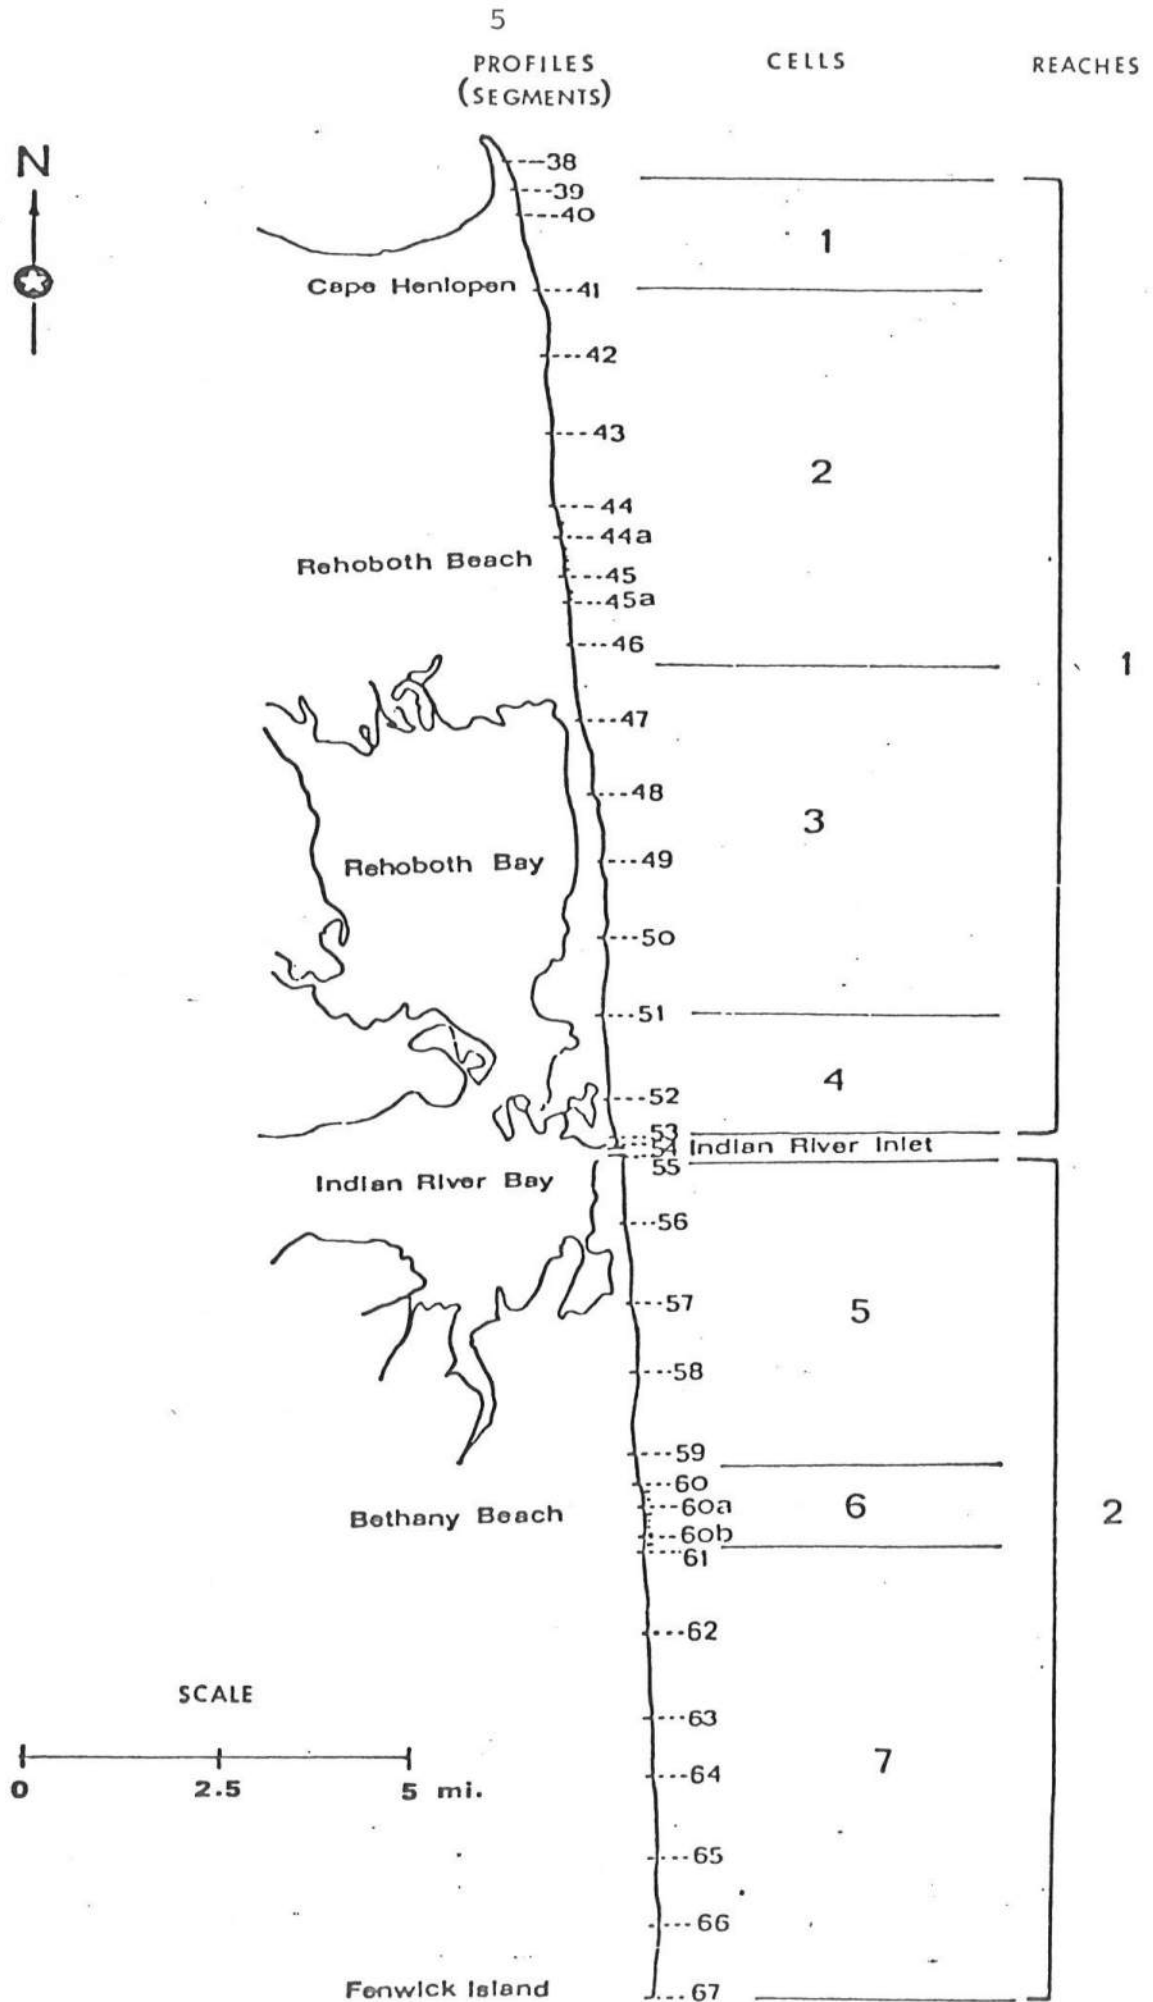 5
PROFILES CELLS REACHES
(SEGMENTS)
N
38
39
40
1
Cape Henlopen 41
42
43
2
44
44a
Rehoboth Beach
45
45a
46
1
47
48
3
Rehoboth Bay 49
50
51
4
52
53
54 Indian River Inlet
55
Indian River Bay
56
57 5
58
59
60
60a 6 2
Bethany Beach
60b
61
62
SCALE
63
7
64
0 2.5 5 mi.
65
66
Fenwick Island 67